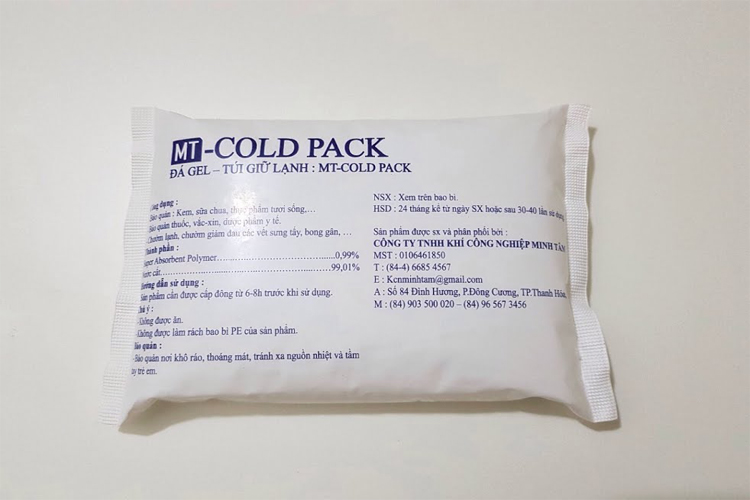 MT-COLD PACK
ĐÁ GEL – TÚI GIỮ LẠNH : MT-COLD PACK
dụng :
Bảo quản : Kem, sữa chua, thực phẩm tươi sống,…
Bảo quản thuốc, vắc-xin, dược phẩm y tế.
Chườm lạnh, chườm giảm đau các vết sưng tấy, bong gân, …
Thành phần :
Super Absorbent Polymer……………………0,99%
Nước cất……………………………………99,01%
Hướng dẫn sử dụng :
Sản phẩm cần được cấp đông từ 6-8h trước khi sử dụng.
Chú ý :
- Không được ăn.
- Không được làm rách bao bì PE của sản phẩm.
Bảo quản :
- Bảo quản nơi khô ráo, thoáng mát, tránh xa nguồn nhiệt và tầm
tay trẻ em.
NSX : Xem trên bao bì.
HSD : 24 tháng kể từ ngày SX hoặc sau 30-40 lần sử dụng
Sản phẩm được sx và phân phối bởi :
CÔNG TY TNHH KHÍ CÔNG NGHIỆP MINH TÂM
MST : 0106461850
T : (84-4) 6685 4567
E : Kcnminhtam@gmail.com
A : Số 84 Đình Hương, P.Đông Cương, TP.Thanh Hóa.
M : (84) 903 500 020 – (84) 96 567 3456